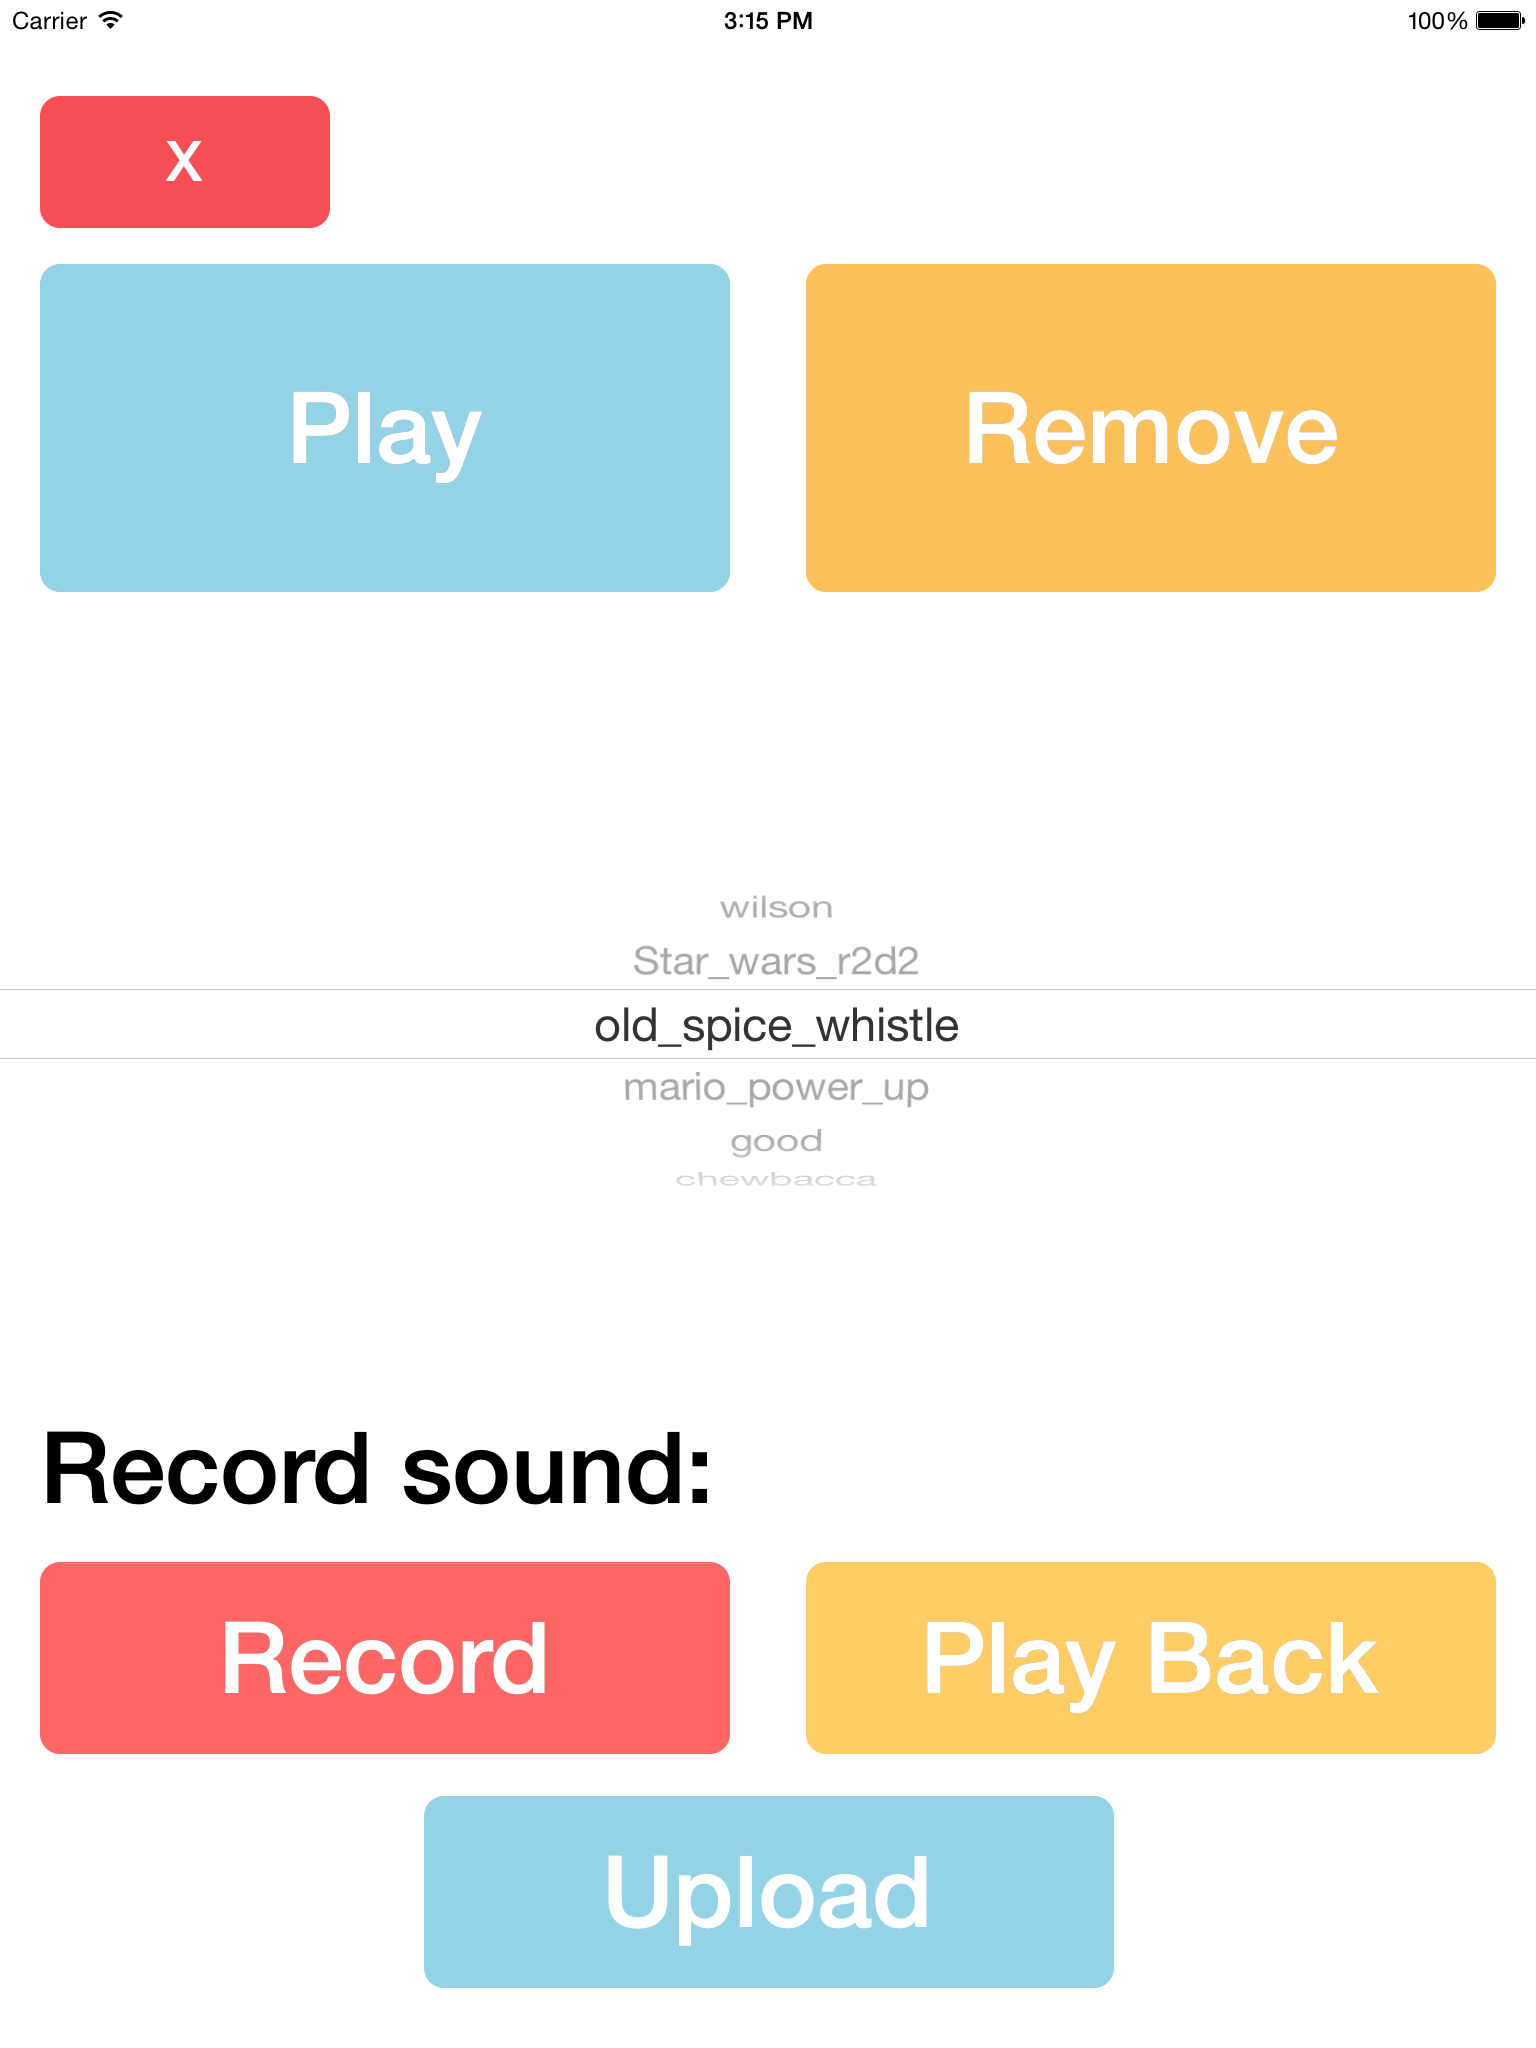 Carrier 3:15 PM 100%
X
Play Remove
wilson
Star_wars_r2d2
old_spice_whistle
mario_power_up
good
chewbacca
Record sound:
Record Play Back
Upload